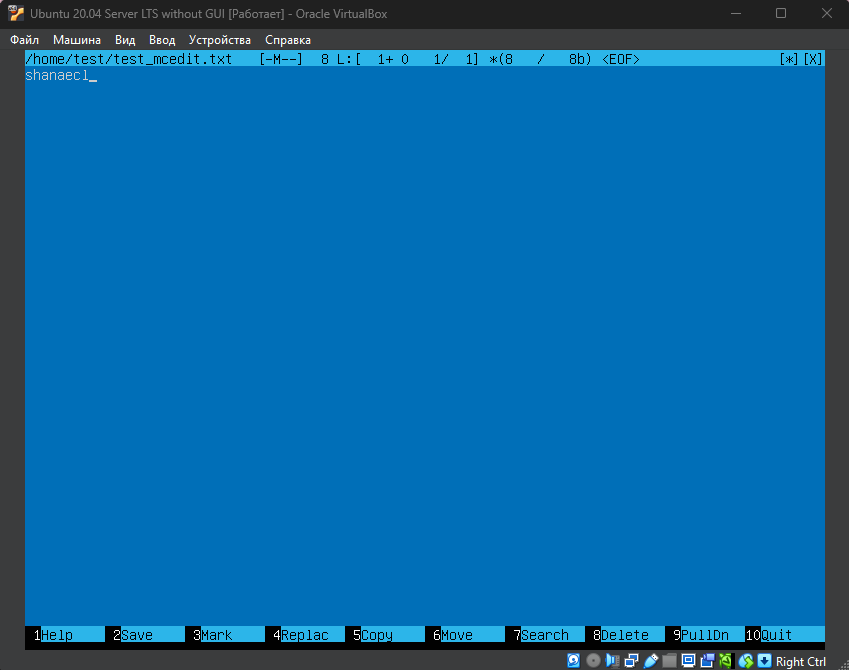 Ubuntu 20.04 Server LTS without GUI [Работает] - Oracle VirtualBox
Файл Машина Вид Ввод Устройства Справка
/home/test/test_mcedit.txt [-M--] 8 L:[ 1+ 0 1/ 1] *(8 / 8b) <EOF> [*][X]
shanaecl_
1Help 2Save 3Mark 4Replac 5Copy 6Move 7Search 8Delete 9PullDn 10Quit
Right Ctrl